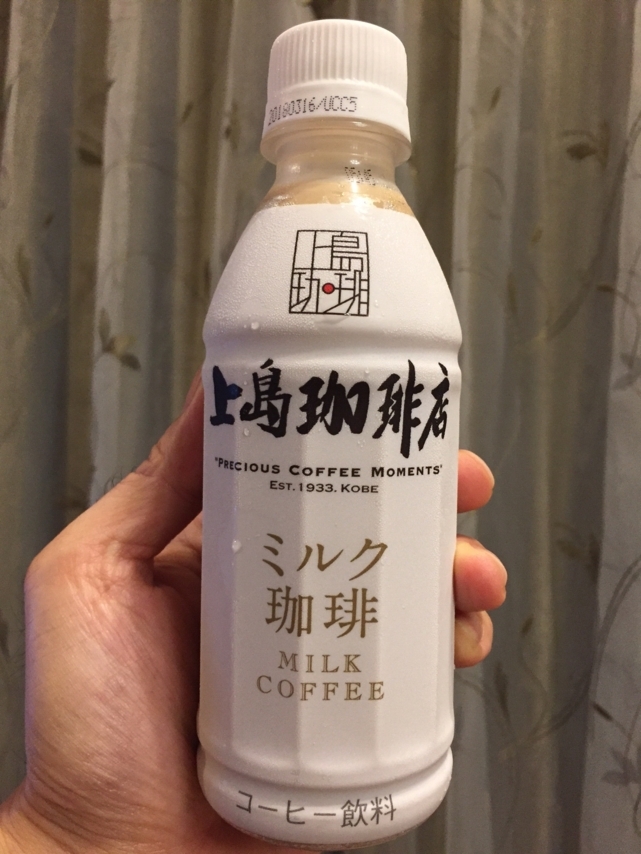 20180316/UCC5
上島
珈琲
上島珈琲店
"PRECIOUS COFFEE MOMENTS"
EST. 1933. KOBE
ミルク
珈琲
MILK
COFFEE
コーヒー飲料